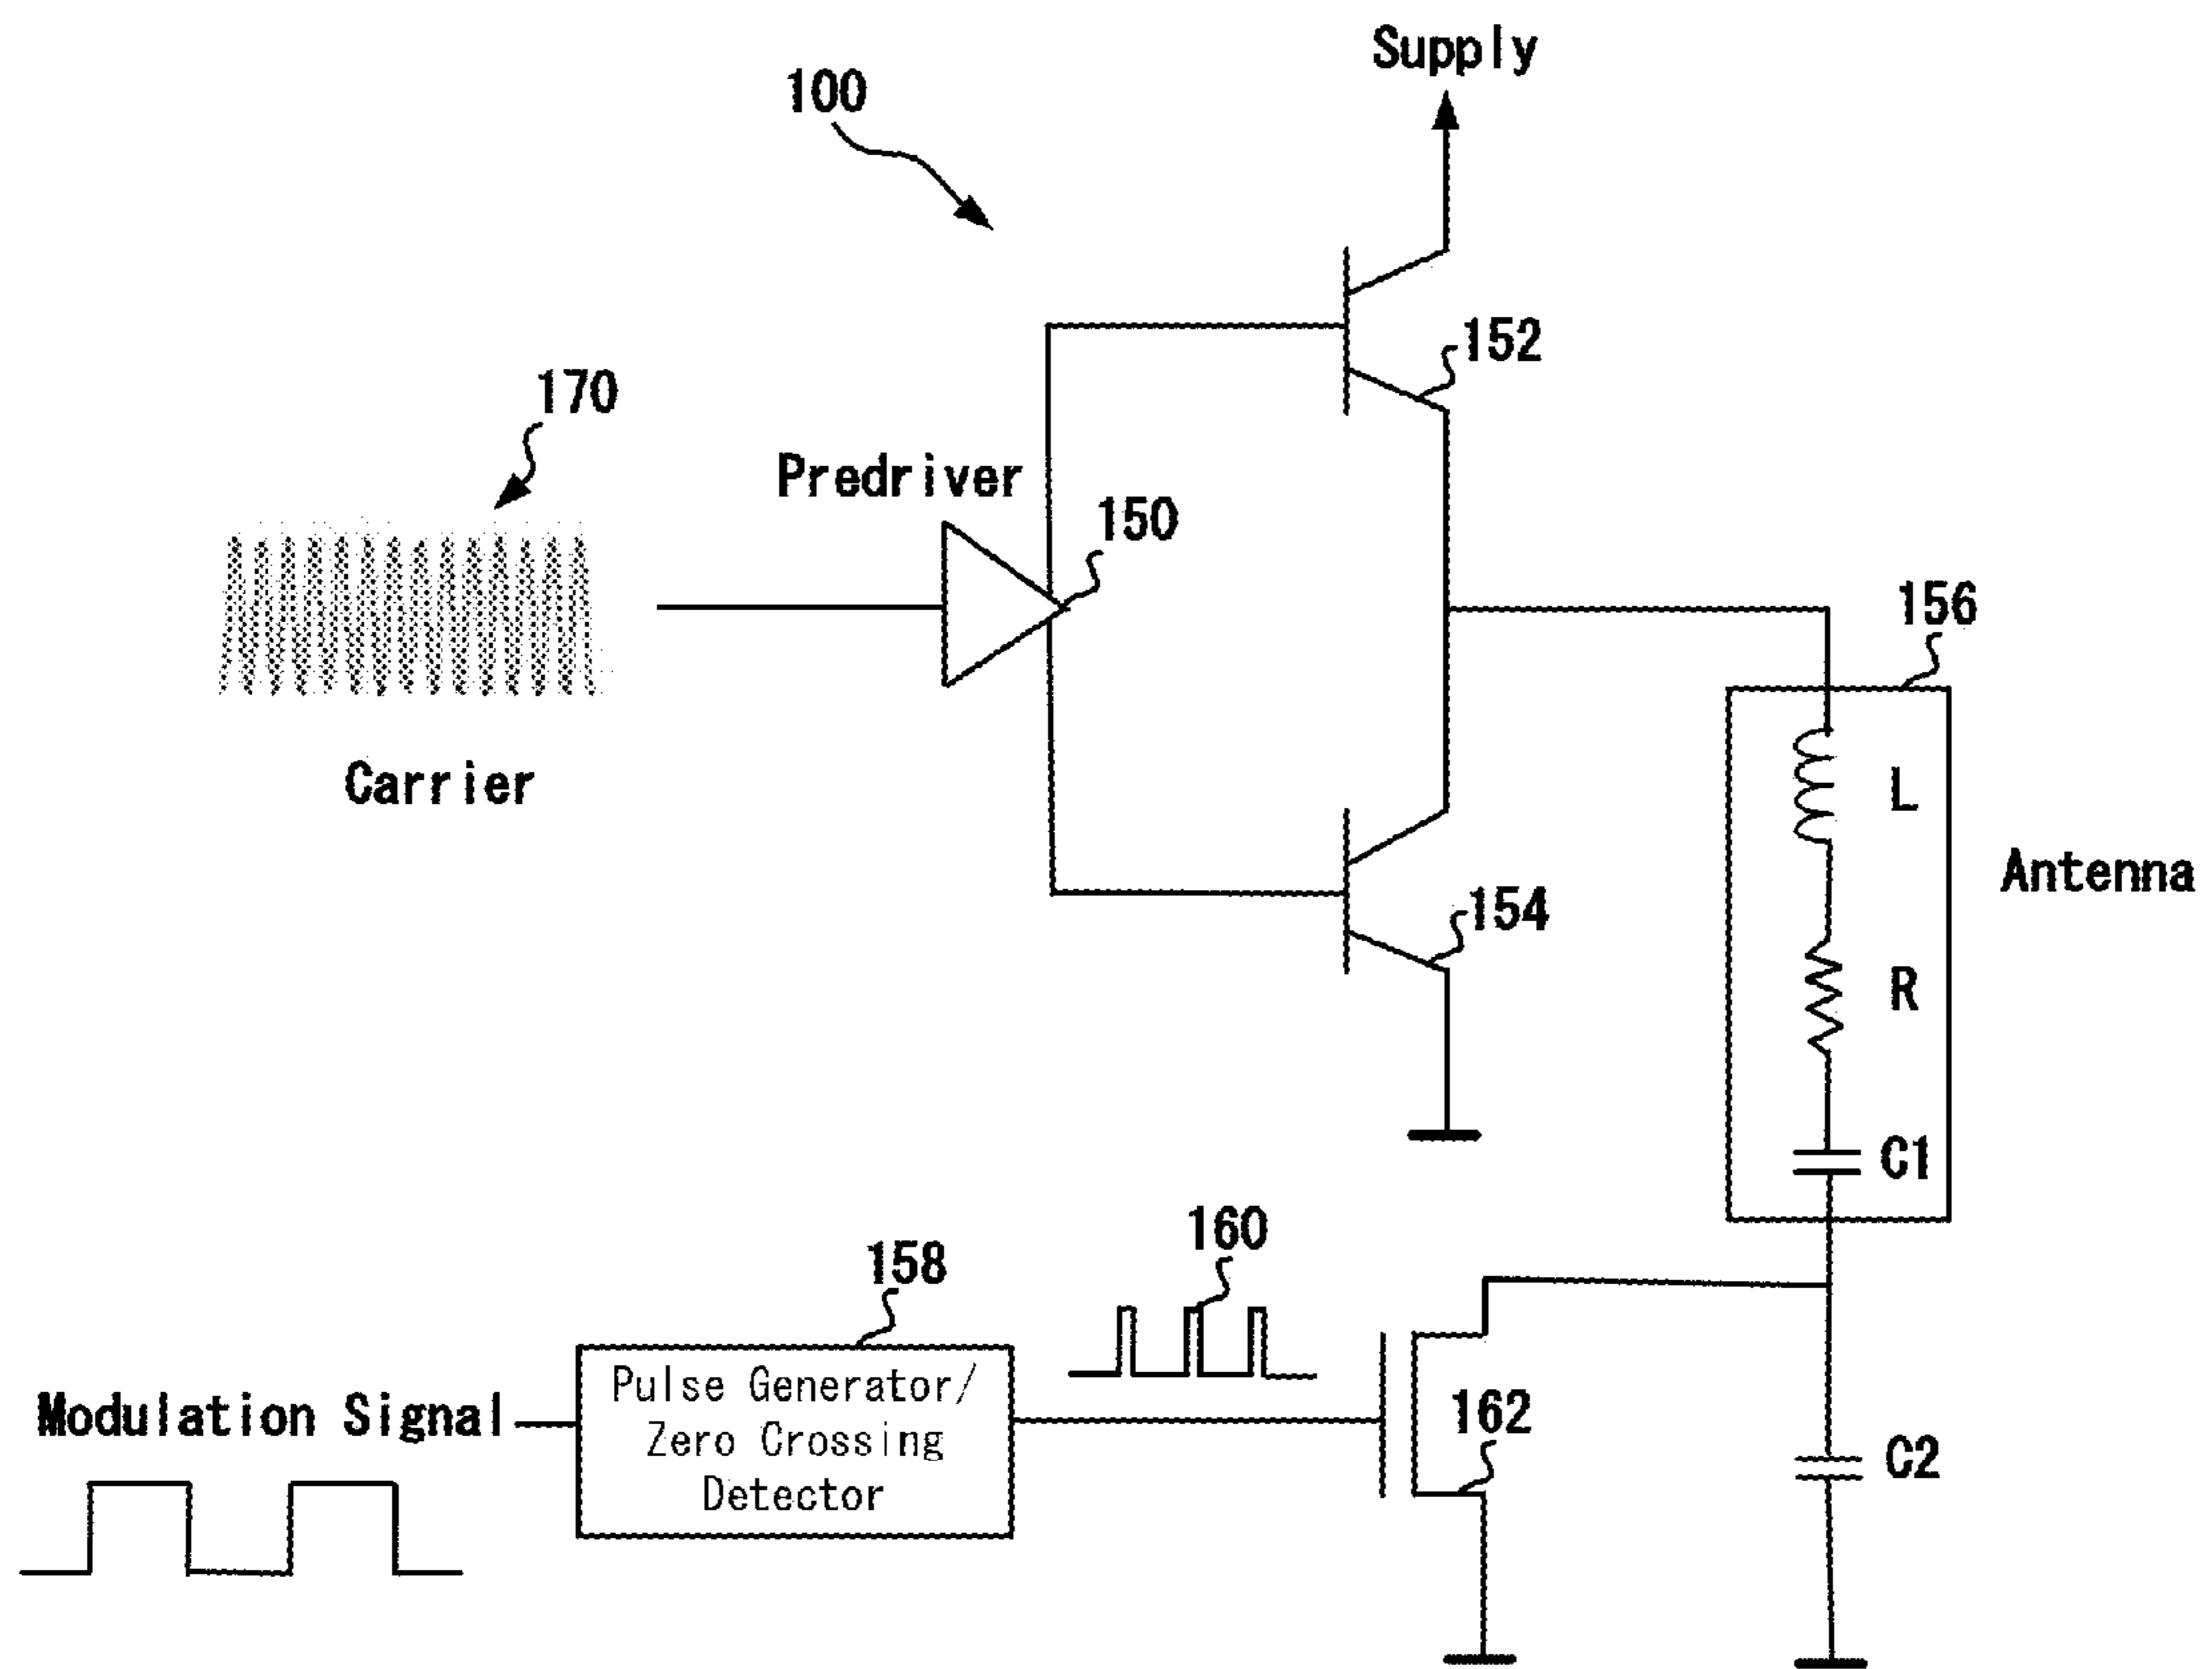 Supply
100
152
170
Predriver
150
156
Carrier
L
Antenna
154
R
C1
160
158
Pulse Generator/
Zero Crossing
Detector
Modulation Signal
162
C2